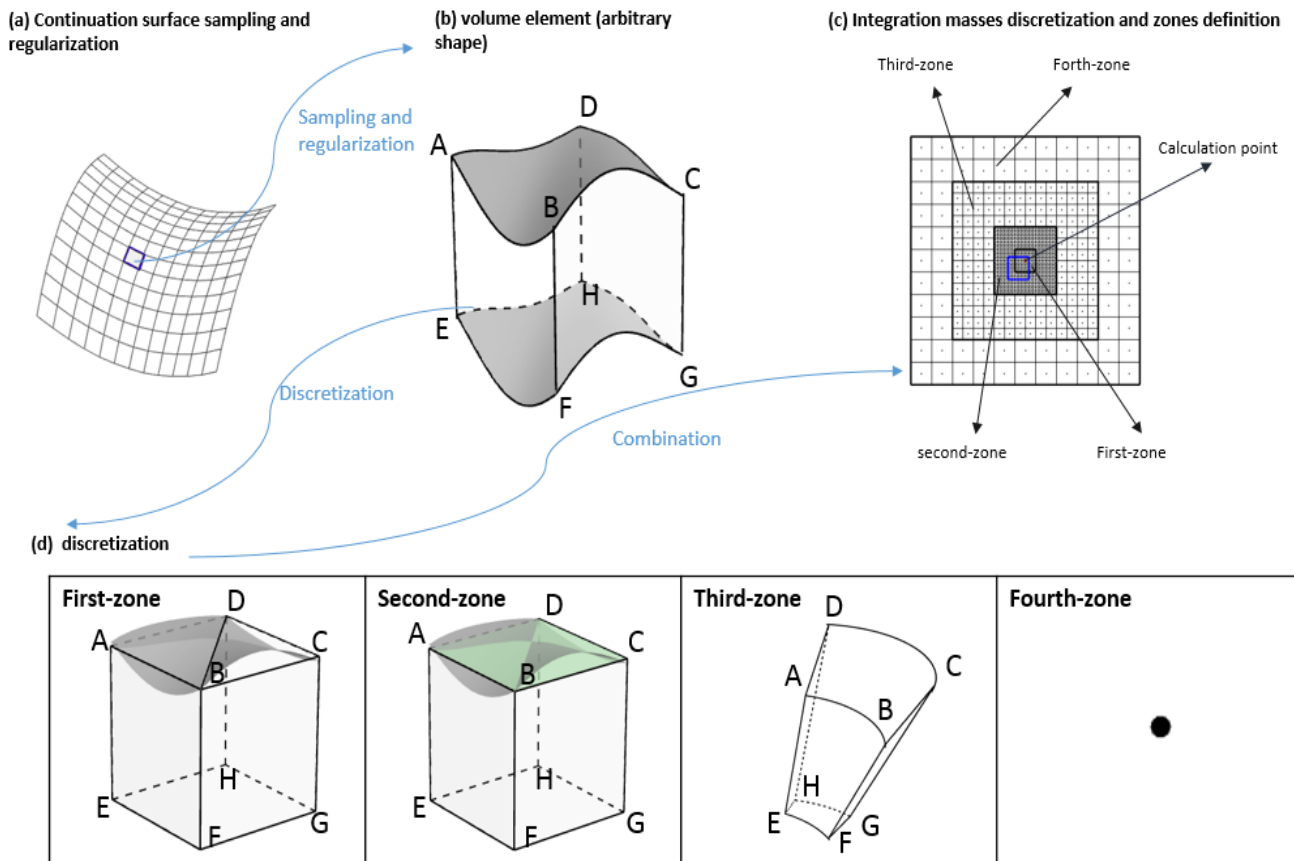 (a) Continuation surface sampling and
regularization
(b) volume element (arbitrary
shape)
(c) Integration masses discretization and zones definition
Sampling and
regularization
A
D
B
C
E
H
F
G
Third-zone
Forth-zone
Calculation point
second-zone
First-zone
Discretization
Combination
(d) discretization
First-zone
A
D
B
C
E
H
F
G
Second-zone
A
D
B
C
E
H
F
G
Third-zone
D
A
B
C
H
E
F
G
Fourth-zone